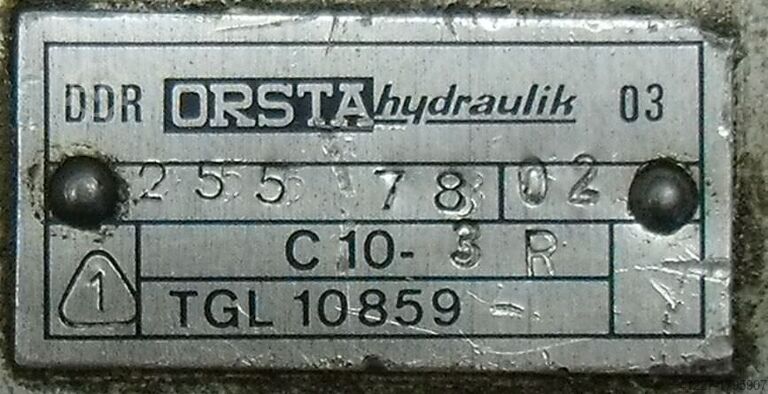 DDR ORSTA hydraulik 03
255 78 02
C 10- 3 R
1 TGL 10859